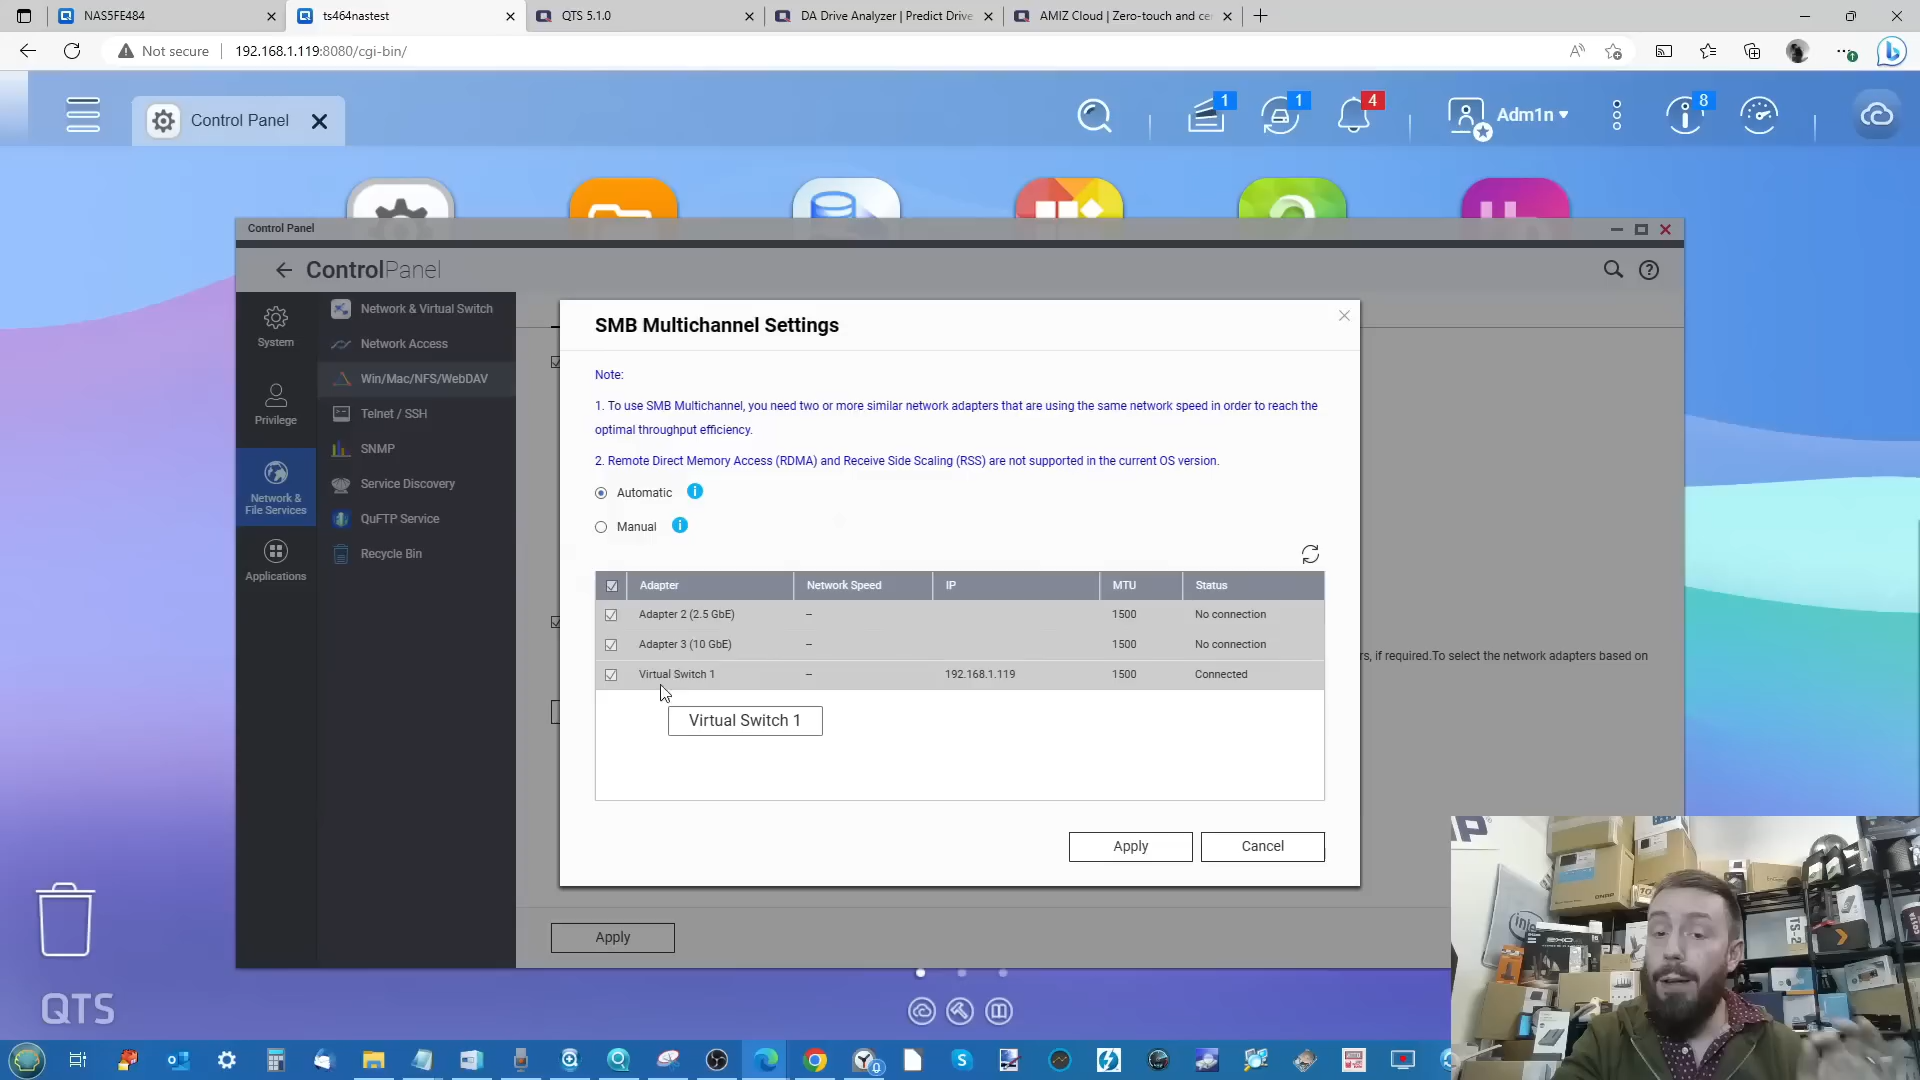 NAS5FE484
ts464nastest
QTS 5.1.0
DA Drive Analyzer | Predict Drive
AMIZ Cloud | Zero-touch and ce
Not secure
192.168.1.119:8080/cgi-bin/
Control Panel
1
1
4
Adm1n
8
Control Panel
ControlPanel
System
Privilege
Network &
File Services
Applications
Network & Virtual Switch
Network Access
Win/Mac/NFS/WebDAV
Telnet / SSH
SNMP
Service Discovery
QuFTP Service
Recycle Bin
SMB Multichannel Settings
Note:
1. To use SMB Multichannel, you need two or more similar network adapters that are using the same network speed in order to reach the
optimal throughput efficiency.
2. Remote Direct Memory Access (RDMA) and Receive Side Scaling (RSS) are not supported in the current OS version.
Automatic
Manual
Adapter Network Speed IP MTU Status
Adapter 2 (2.5 GbE) -- 1500 No connection
Adapter 3 (10 GbE) -- 1500 No connection
Virtual Switch 1 -- 192.168.1.119 1500 Connected
Virtual Switch 1
rs, if required.To select the network adapters based on
Apply
Cancel
Apply
QTS
intel